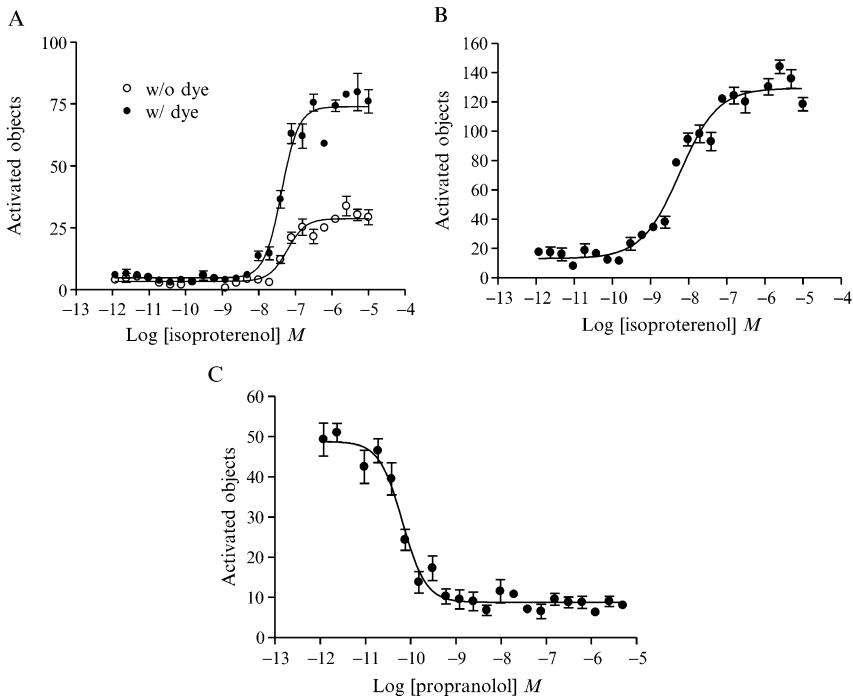 A
Activated objects
100
75
50
25
0
w/o dye
w/ dye
−13 −12 −11 −10 −9 −8 −7 −6 −5 −4
Log [isoproterenol] M
B
Activated objects
160
140
120
100
80
60
40
20
0
−13 −12 −11 −10 −9 −8 −7 −6 −5 −4
Log [isoproterenol] M
C
Activated objects
60
50
40
30
20
10
0
−13 −12 −11 −10 −9 −8 −7 −6 −5
Log [propranolol] M